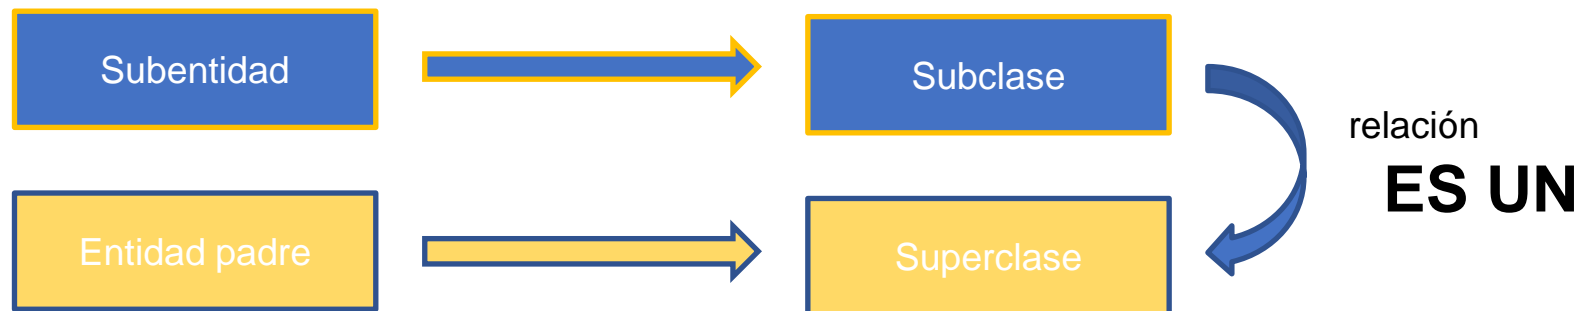 Subentidad
Subclase
relación
ES UN
Entidad padre
Superclase